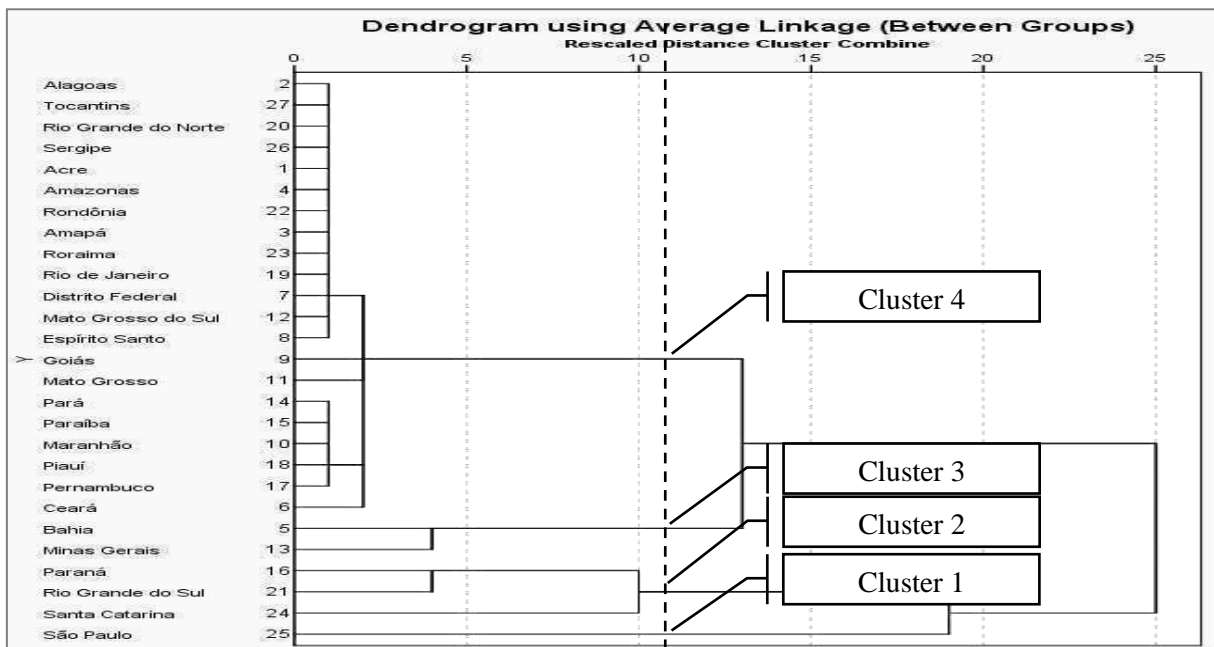 Dendrogram using Average Linkage (Between Groups)
Rescaled Distance Cluster Combine
0 5 10 15 20 25
Alagoas 2
Tocantins 27
Rio Grande do Norte 20
Sergipe 26
Acre 1
Amazonas 4
Rondônia 22
Amapá 3
Roraima 23
Rio de Janeiro 19
Distrito Federal 7
Mato Grosso do Sul 12
Espírito Santo 8
Y
Goiás 9
Mato Grosso 11
Pará 14
Paraíba 15
Maranhão 10
Piauí 18
Pernambuco 17
Ceará 6
Bahia 5
Minas Gerais 13
Paraná 16
Rio Grande do Sul 21
Santa Catarina 24
São Paulo 25
Cluster 4
Cluster 3
Cluster 2
Cluster 1